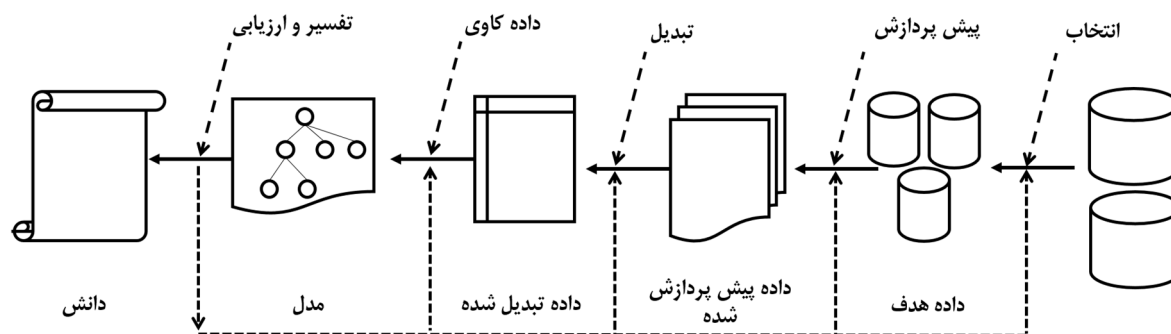 انتخاب
پیش پردازش
تبدیل
داده کاوی
تفسیر و ارزیابی
داده هدف
داده پیش پردازش
شده
داده تبدیل شده
مدل
دانش